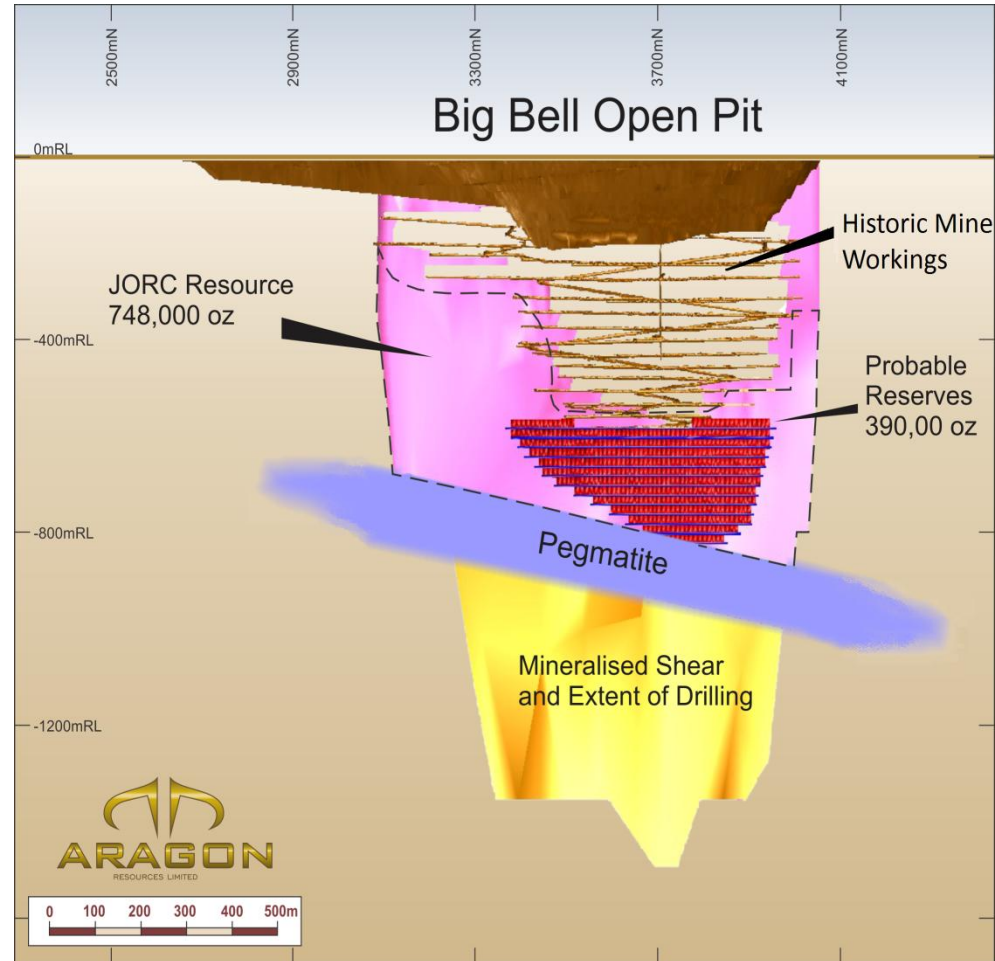 2500mN
2900mN
3300mN
3700mN
4100mN
Big Bell Open Pit
0mRL
Historic Mine
Workings
JORC Resource
748,000 oz
-400mRL
Probable
Reserves
390,00 oz
-800mRL
Pegmatite
Mineralised Shear
and Extent of Drilling
-1200mRL
ARAGON
RESOURCES LIMITED
0 100 200 300 400 500m